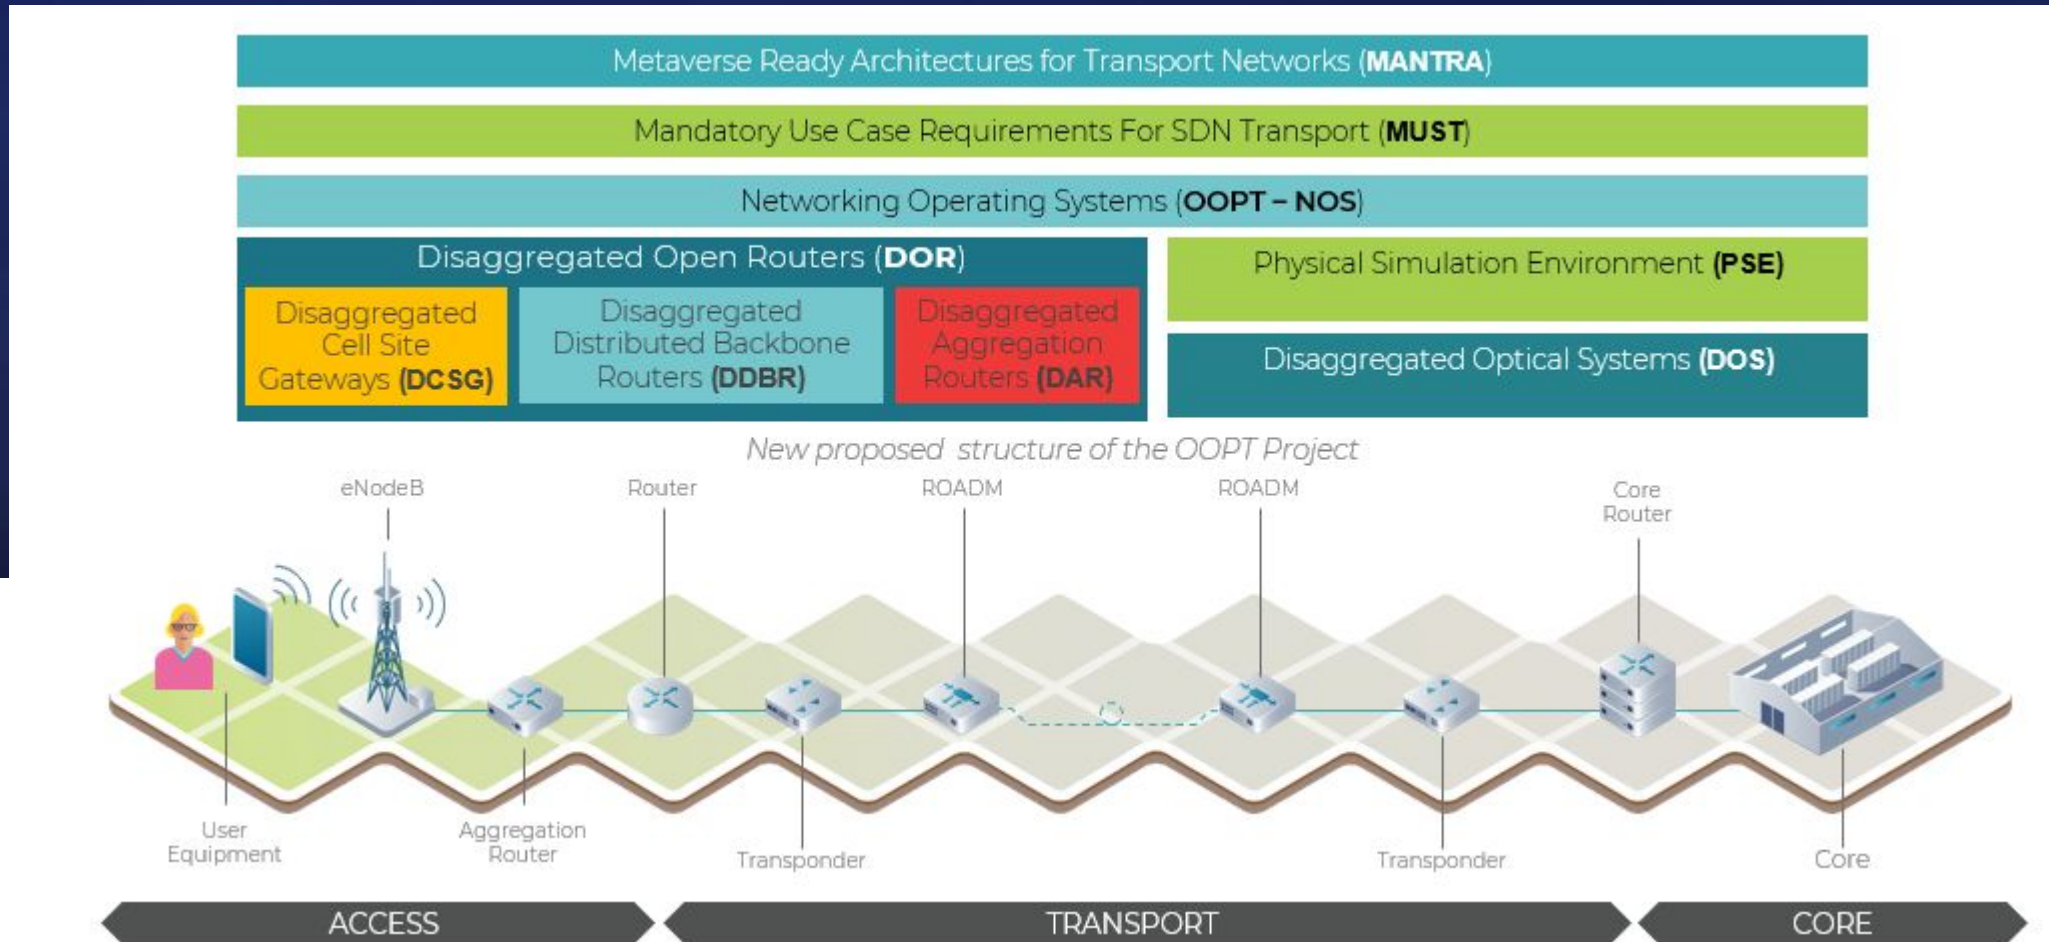 Metaverse Ready Architectures for Transport Networks (MANTRA)
Mandatory Use Case Requirements For SDN Transport (MUST)
Networking Operating Systems (OOPT – NOS)
Disaggregated Open Routers (DOR)
Disaggregated
Cell Site
Gateways (DCSG)
Disaggregated
Distributed Backbone
Routers (DDBR)
Disaggregated
Aggregation
Routers (DAR)
Physical Simulation Environment (PSE)
Disaggregated Optical Systems (DOS)
New proposed structure of the OOPT Project
eNodeB
Router
ROADM
ROADM
Core
Router
User
Equipment
Aggregation
Router
Transponder
Transponder
Core
ACCESS
TRANSPORT
CORE